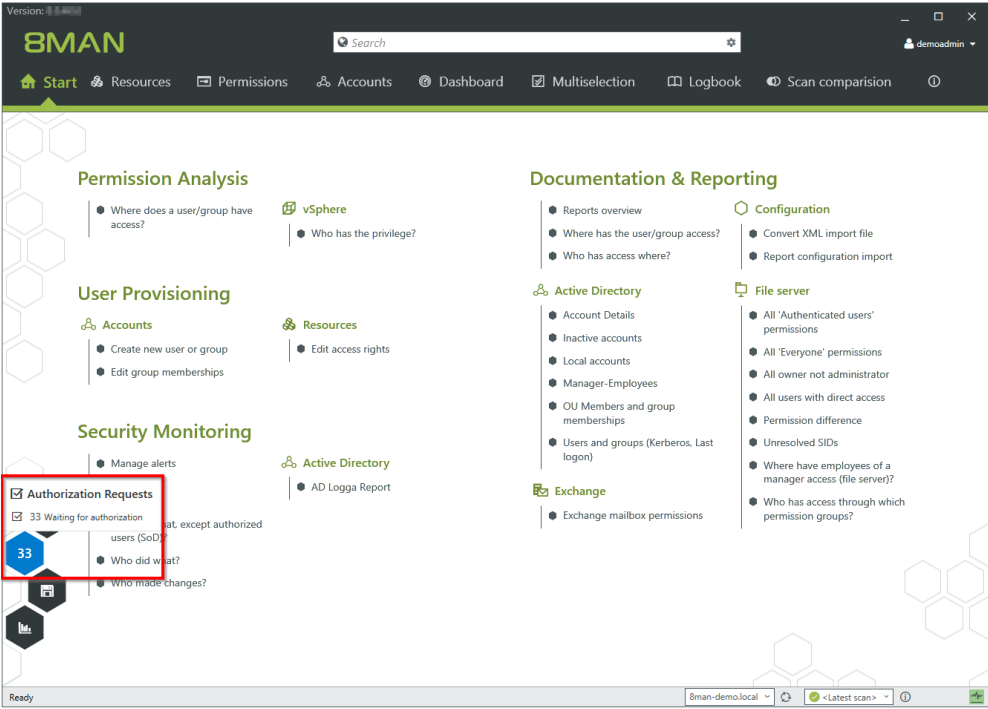 Version:
8MAN
Search
demoadmin
Start
Resources
Permissions
Accounts
Dashboard
Multiselection
Logbook
Scan comparision
Permission Analysis
Where does a user/group have
access?
vSphere
Who has the privilege?
User Provisioning
Accounts
Create new user or group
Edit group memberships
Resources
Edit access rights
Security Monitoring
Manage alerts
Active Directory
AD Logga Report
Authorization Requests
33 Waiting for authorization
33
, except authorized
users (SoD)?
Who did what?
Who made changes?
Documentation & Reporting
Reports overview
Where has the user/group access?
Who has access where?
Configuration
Convert XML import file
Report configuration import
Active Directory
Account Details
Inactive accounts
Local accounts
Manager-Employees
OU Members and group
memberships
Users and groups (Kerberos, Last
logon)
Exchange
Exchange mailbox permissions
File server
All 'Authenticated users'
permissions
All 'Everyone' permissions
All owner not administrator
All users with direct access
Permission difference
Unresolved SIDs
Where have employees of a
manager access (file server)?
Who has access through which
permission groups?
Ready
8man-demo.local
<Latest scan>